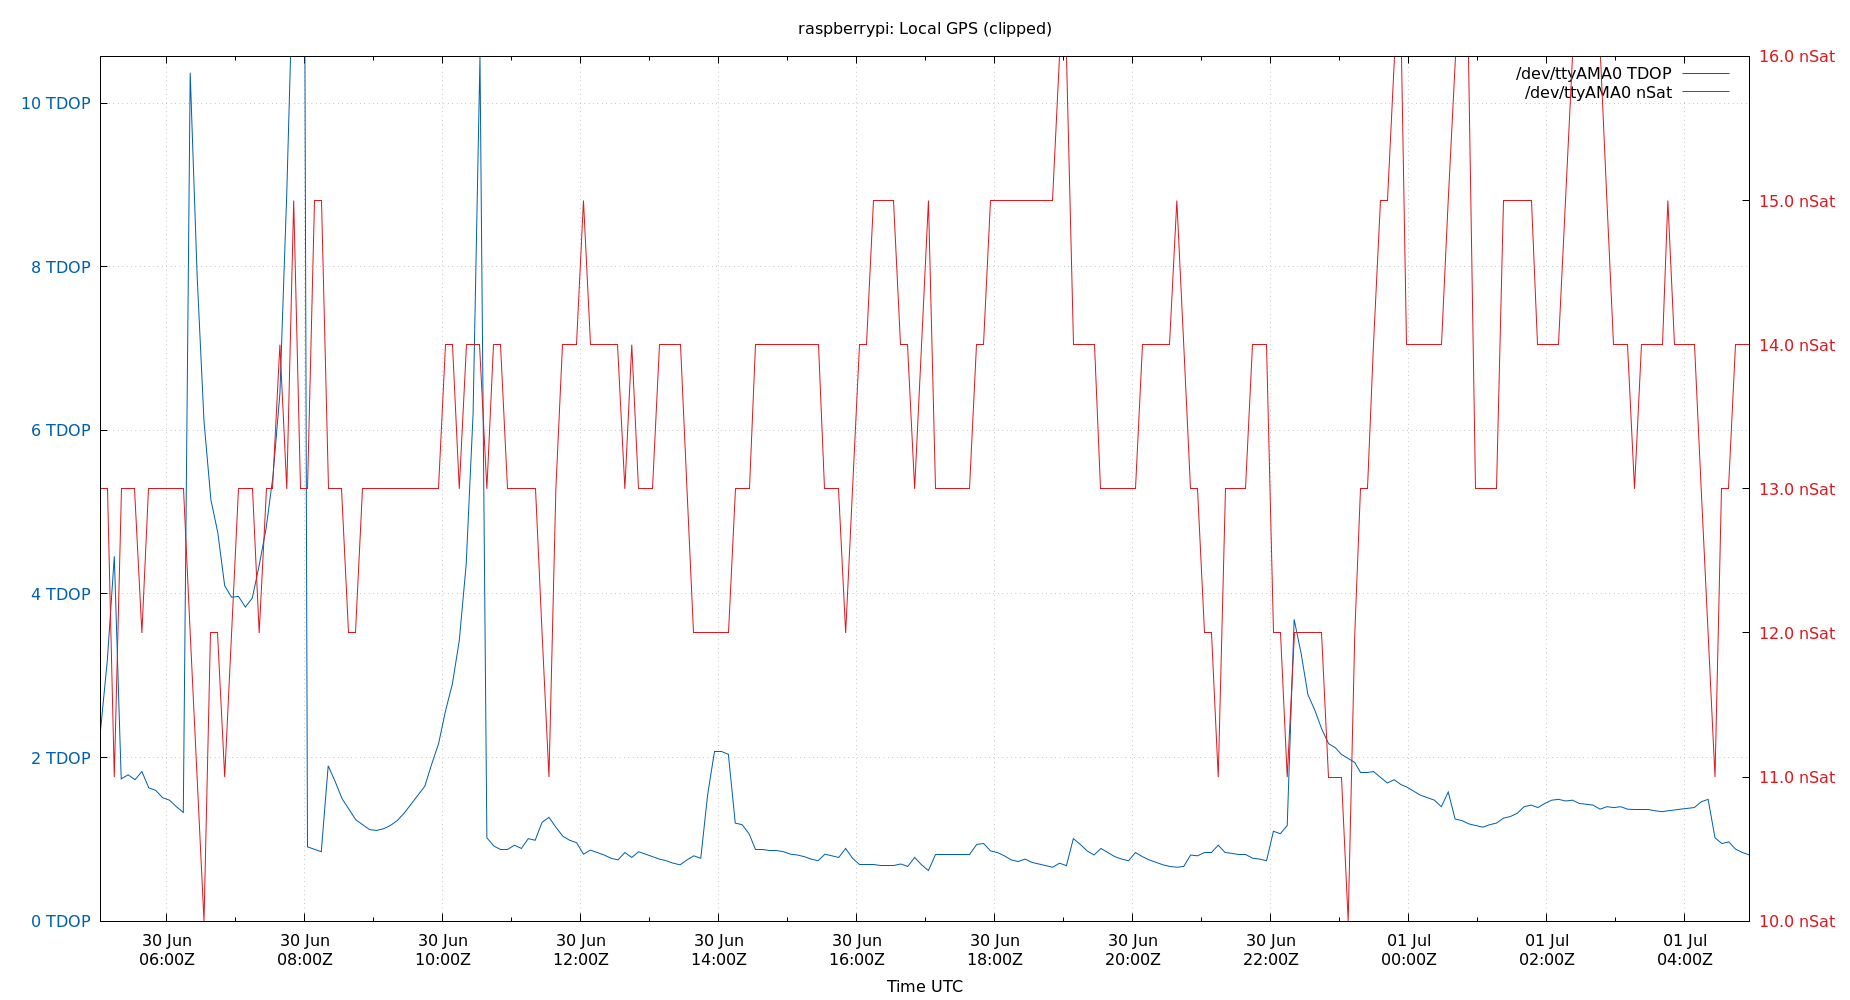 raspberrypi: Local GPS (clipped)
16.0 nSat
/dev/ttyAMA0 TDOP
/dev/ttyAMA0 nSat
10 TDOP
15.0 nSat
8 TDOP
14.0 nSat
6 TDOP
13.0 nSat
4 TDOP
12.0 nSat
2 TDOP
11.0 nSat
0 TDOP
10.0 nSat
30 Jun 30 Jun 30 Jun 30 Jun 30 Jun 30 Jun 30 Jun 30 Jun 30 Jun 01 Jul 01 Jul 01 Jul
06:00Z 08:00Z 10:00Z 12:00Z 14:00Z 16:00Z 18:00Z 20:00Z 22:00Z 00:00Z 02:00Z 04:00Z
Time UTC